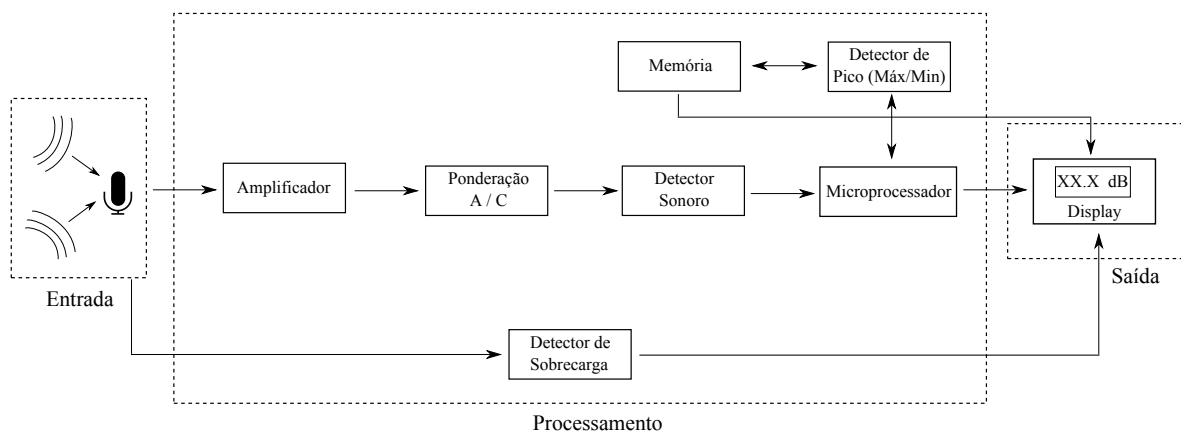 Memória
Detector de
Pico (Máx/Min)
Entrada
Amplificador
Ponderação
A / C
Detector
Sonoro
Microprocessador
XX.X dB
Display
Saída
Detector de
Sobrecarga
Processamento